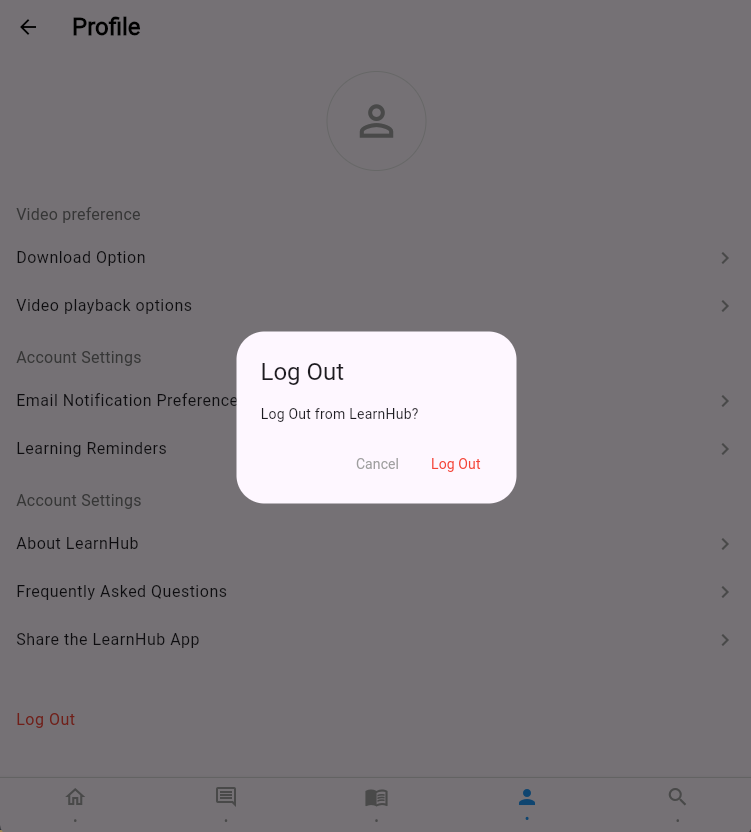 Profile
Video preference
Download Option
Video playback options
Account Settings
Email Notification Preference
Learning Reminders
Account Settings
About LearnHub
Frequently Asked Questions
Share the LearnHub App
Log Out
Log Out
Log Out from LearnHub?
Cancel Log Out